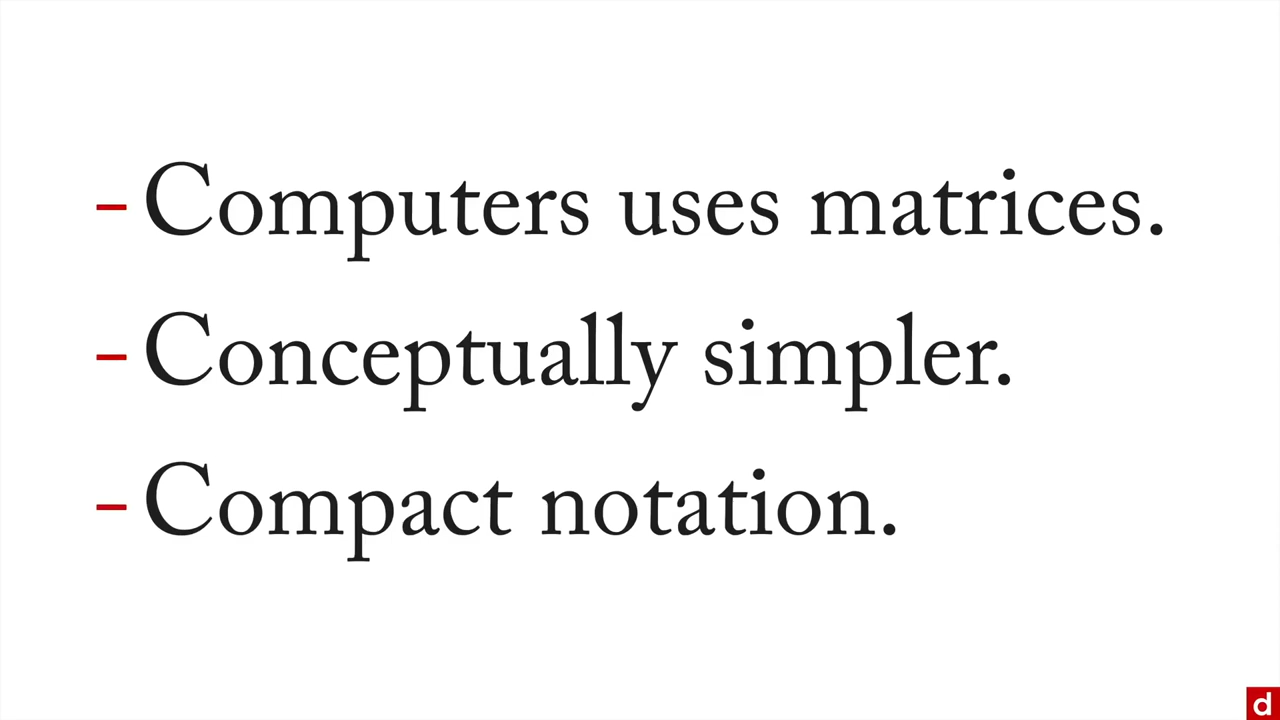 - Computers uses matrices.
- Conceptually simpler.
- Compact notation.
d